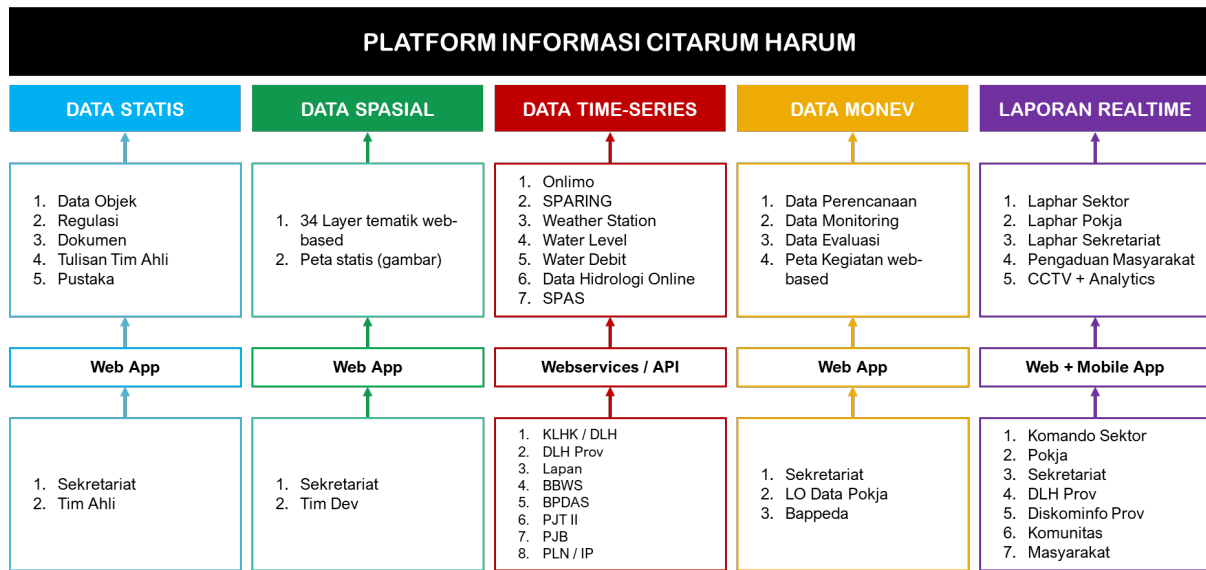 PLATFORM INFORMASI CITARUM HARUM
DATA STATIS
DATA SPASIAL
DATA TIME-SERIES
DATA MONEV
LAPORAN REALTIME
1. Data Objek
2. Regulasi
3. Dokumen
4. Tulisan Tim Ahli
5. Pustaka
1. 34 Layer tematik web-
based
2. Peta statis (gambar)
1. Onlimo
2. SPARING
3. Weather Station
4. Water Level
5. Water Debit
6. Data Hidrologi Online
7. SPAS
1. Data Perencanaan
2. Data Monitoring
3. Data Evaluasi
4. Peta Kegiatan web-
based
1. Laphar Sektor
2. Laphar Pokja
3. Laphar Sekretariat
4. Pengaduan Masyarakat
5. CCTV + Analytics
Web App
Web App
Webservices / API
Web App
Web + Mobile App
1. Sekretariat
2. Tim Ahli
1. Sekretariat
2. Tim Dev
1. KLHK / DLH
2. DLH Prov
3. Lapan
4. BBWS
5. BPDAS
6. PJT II
7. PJB
8. PLN / IP
1. Sekretariat
2. LO Data Pokja
3. Bappeda
1. Komando Sektor
2. Pokja
3. Sekretariat
4. DLH Prov
5. Diskominfo Prov
6. Komunitas
7. Masyarakat